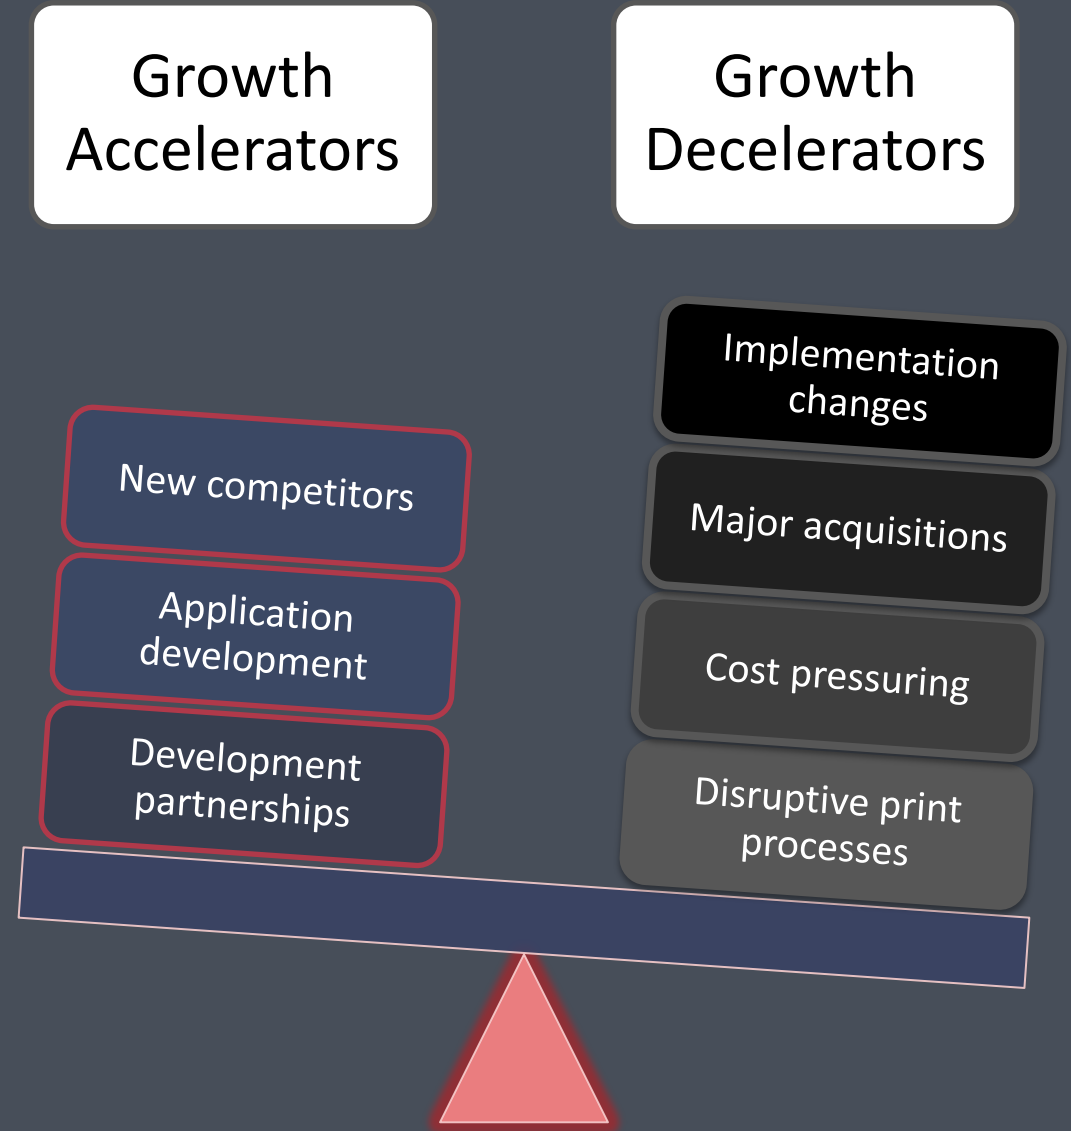 Growth
Accelerators
Growth
Decelerators
New competitors
Application
development
Development
partnerships
Implementation
changes
Major acquisitions
Cost pressuring
Disruptive print
processes